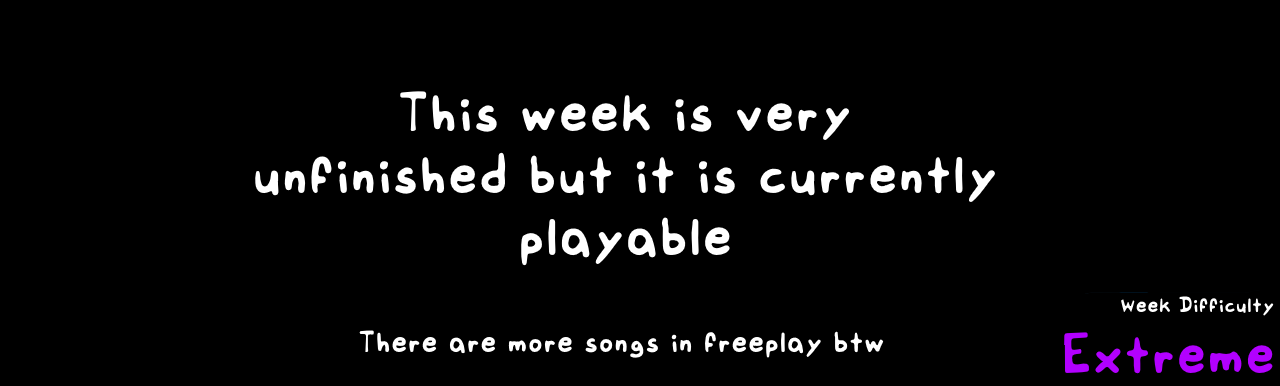 This week is very
unfinished but it is currently
playable
Week Difficulty
There are more songs in freeplay btw
Extreme